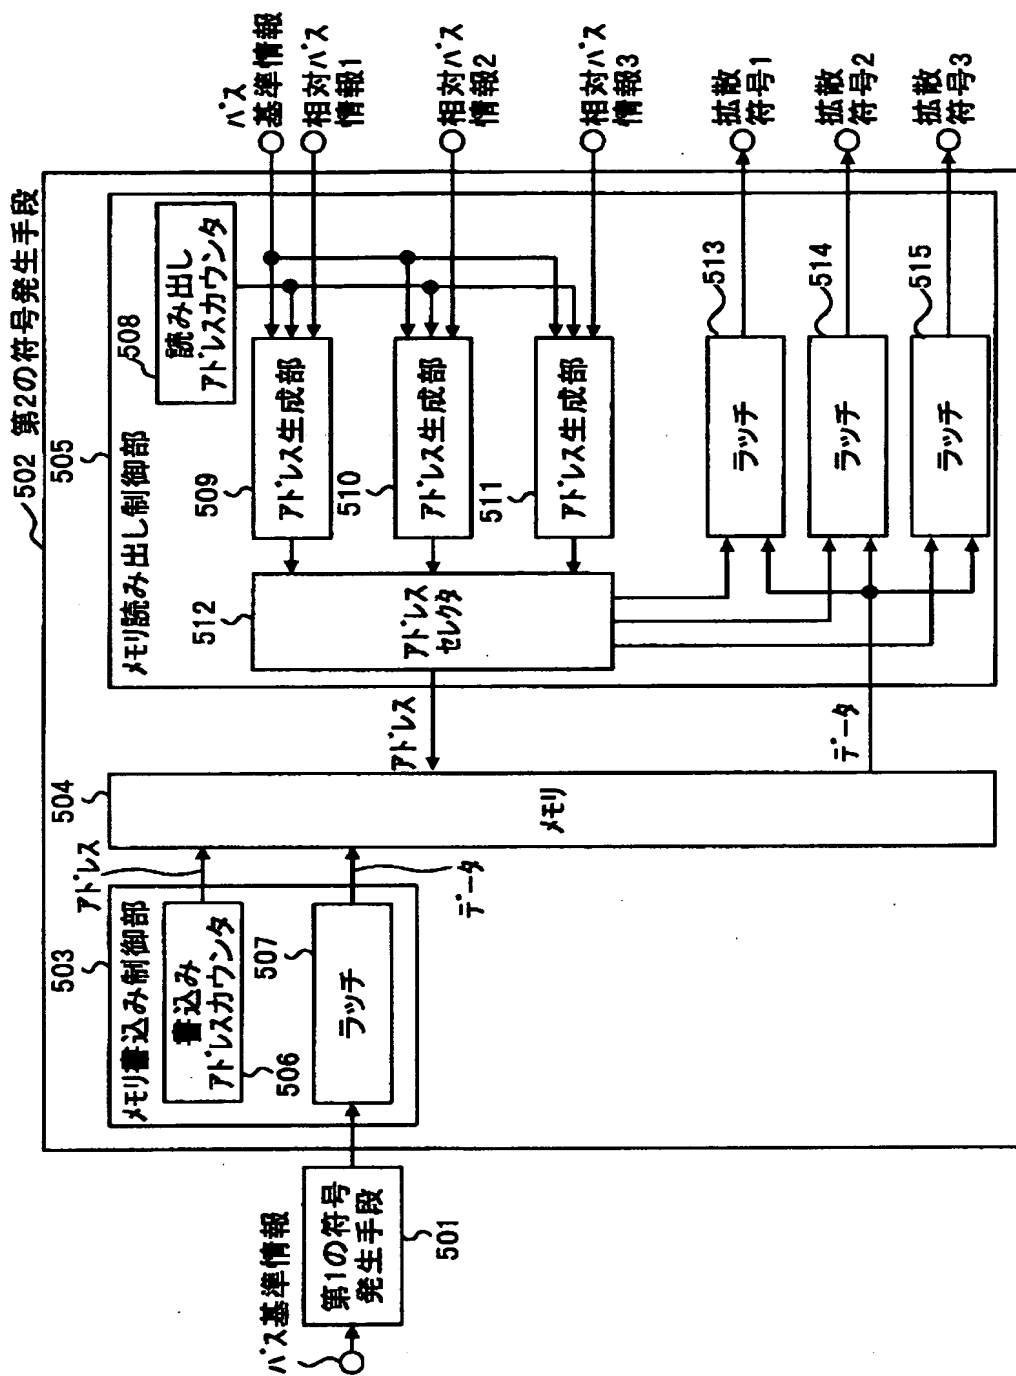 502 第2の符号発生手段
505
メモリ読み出し制御部
508
読み出し
アドレスカウンタ
509
アドレス生成部
510
アドレス生成部
511
アドレス生成部
512
アドレス
セレクタ
513
ラッチ
514
ラッチ
515
ラッチ
パス
基準情報
相対パス
情報1
相対パス
情報2
相対パス
情報3
拡散
符号1
拡散
符号2
拡散
符号3
アドレス
データ
504
メモリ
アドレス
データ
503
メモリ書込み制御部
書込み
アドレスカウンタ
506
507
ラッチ
パス基準情報
第1の符号
発生手段
501